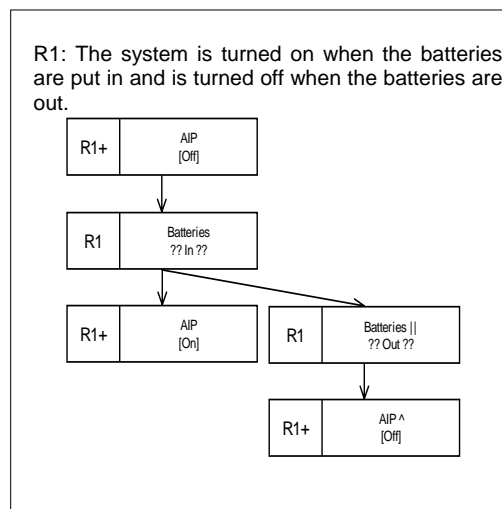 R1: The system is turned on when the batteries
are put in and is turned off when the batteries are
out.
R1+
AIP
[Off]
R1
Batteries
?? In ??
R1+
AIP
[On]
R1
Batteries ||
?? Out ??
R1+
AIP ^
[Off]